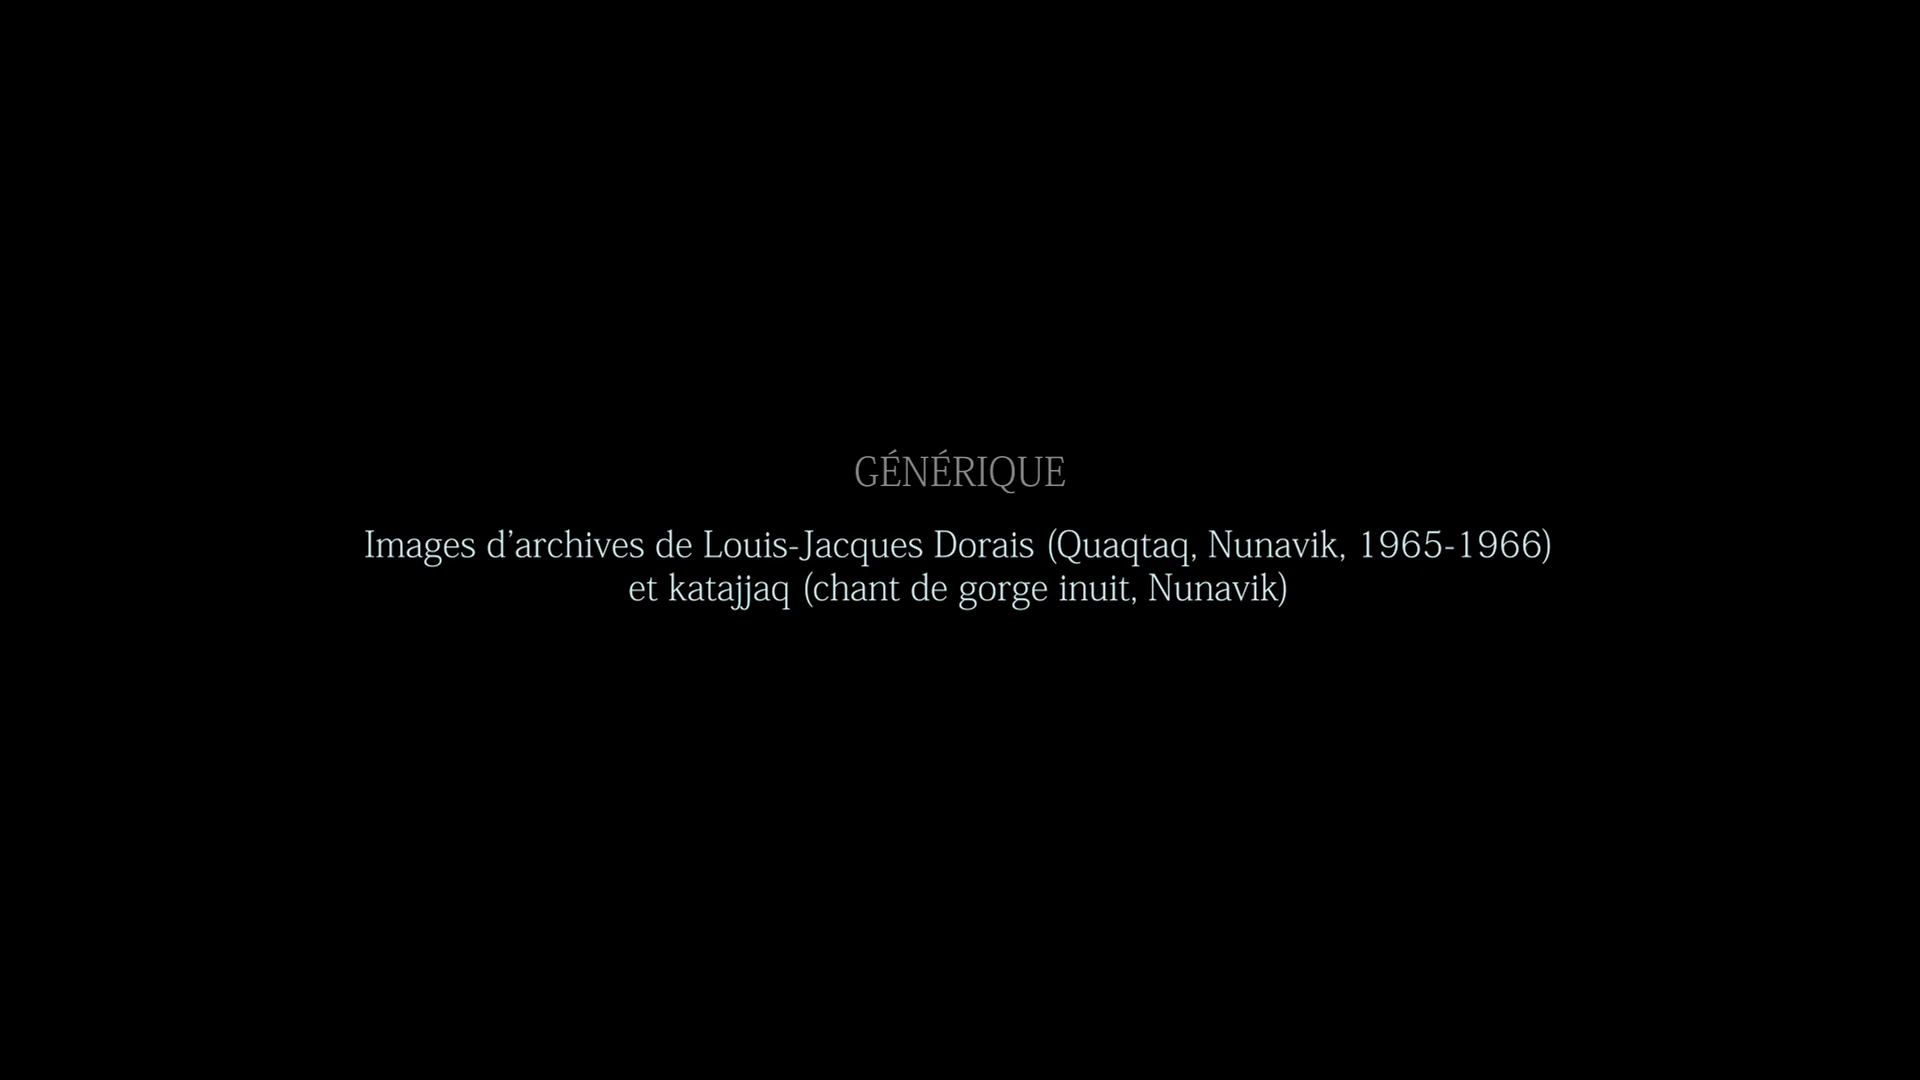 GÉNÉRIQUE
Images d’archives de Louis-Jacques Dorais (Quaqtaq, Nunavik, 1965-1966)
et katajjaq (chant de gorge inuit, Nunavik)